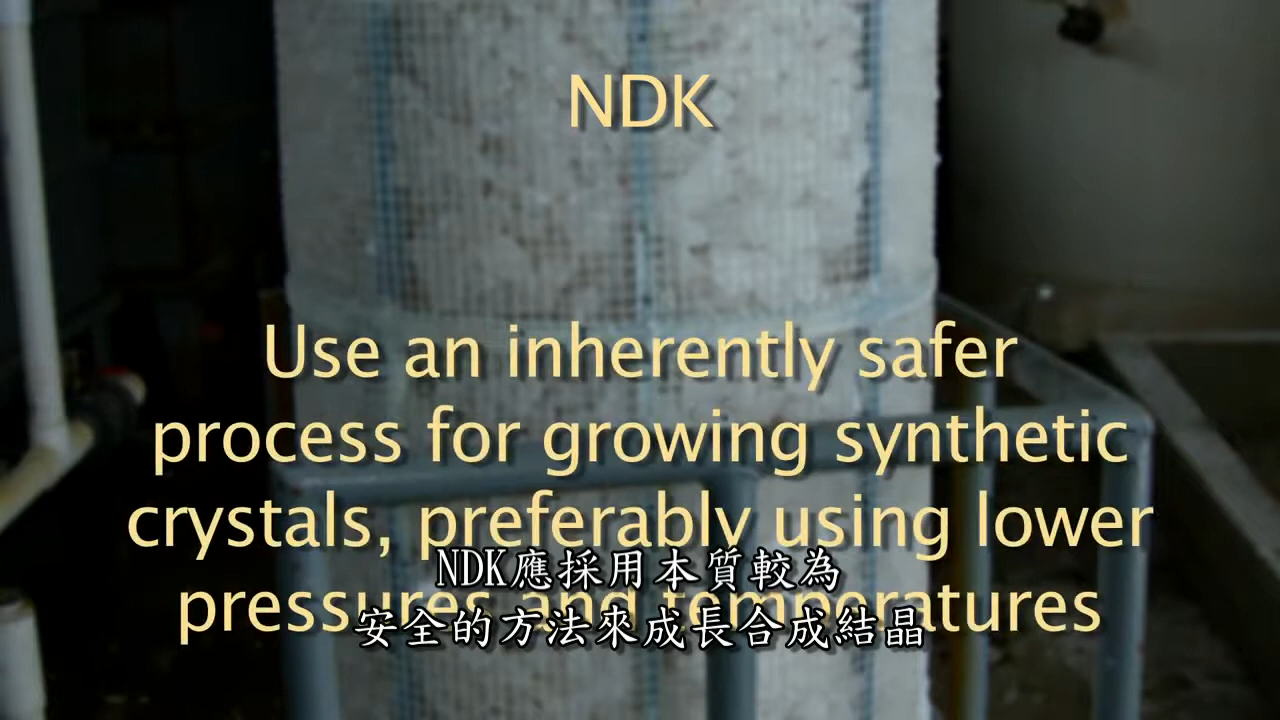 NDK
Use an inherently safer
process for growing synthetic
crystals, preferably using lower
pressures and temperatures
NDK應採用本質較為
安全的方法來成長合成結晶